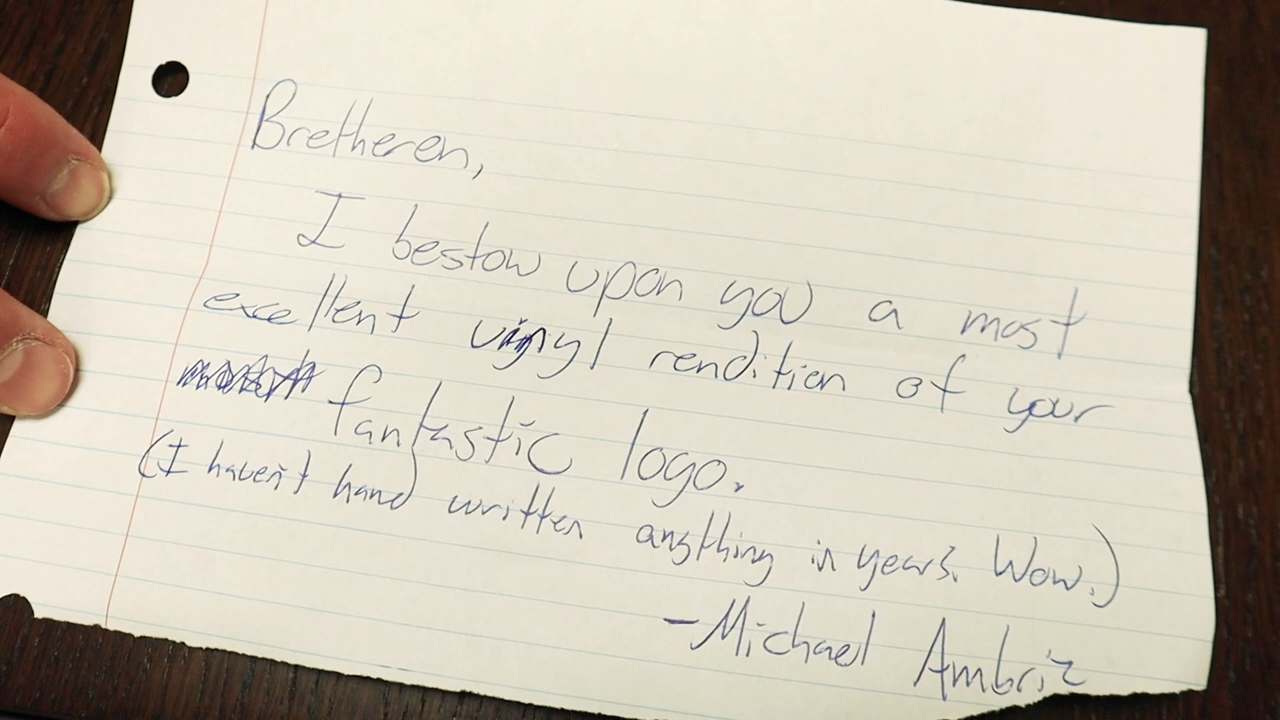 Bretheren,
I bestow upon you a most
excellent vinyl rendition of your
fantastic logo.
(I haven't hand written anything in years. Wow.)
-Michael Ambriz